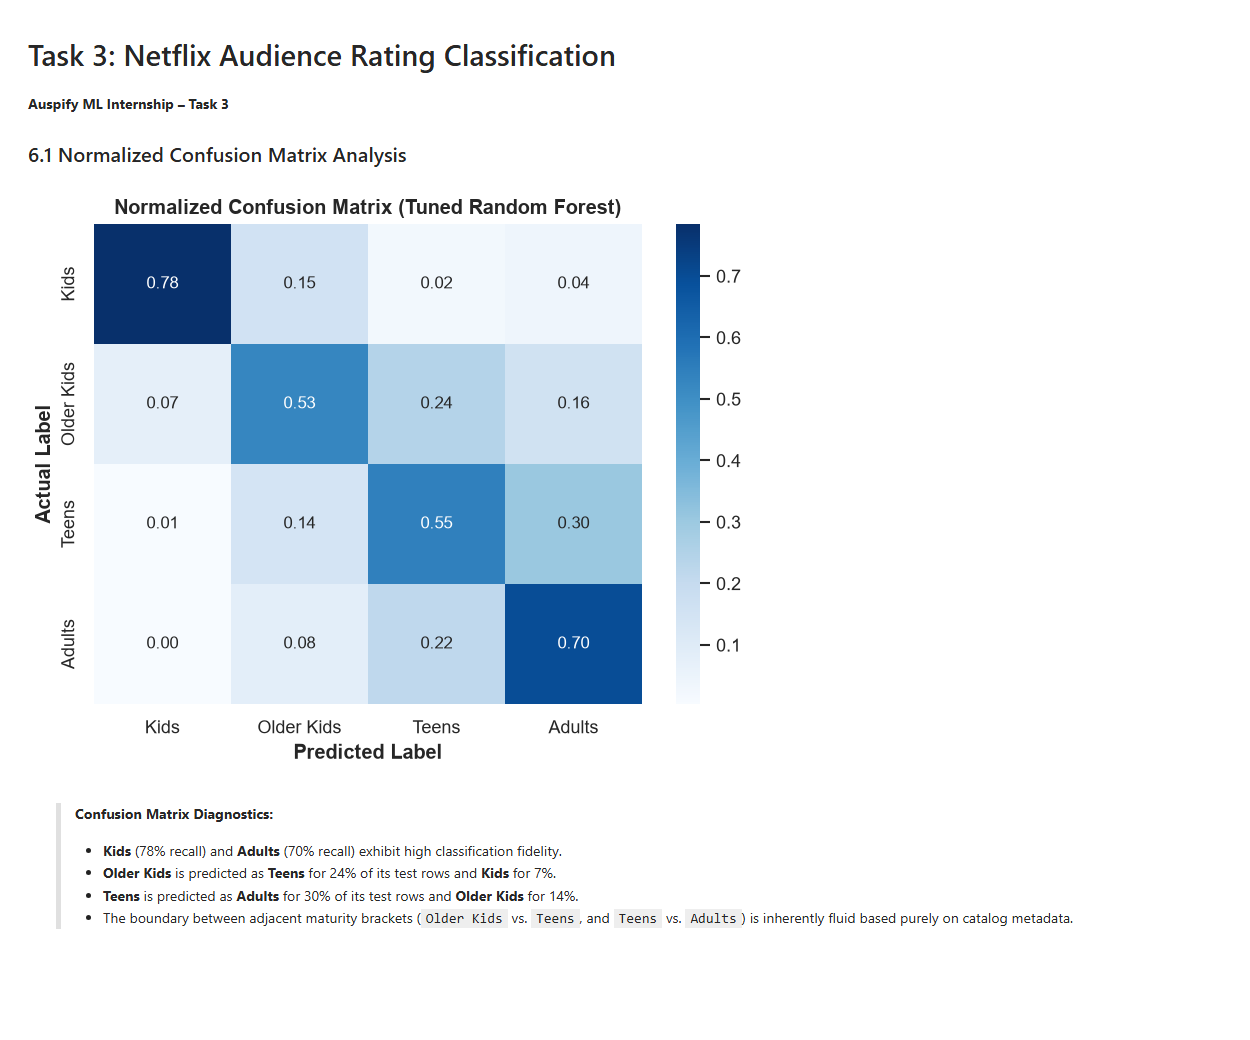 Task 3: Netflix Audience Rating Classification
Auspify ML Internship – Task 3
6.1 Normalized Confusion Matrix Analysis
Normalized Confusion Matrix (Tuned Random Forest)
Actual Label
Kids
0.78 0.15 0.02 0.04
Older Kids
0.07 0.53 0.24 0.16
Teens
0.01 0.14 0.55 0.30
Adults
0.00 0.08 0.22 0.70
Kids Older Kids Teens Adults
Predicted Label
0.7
0.6
0.5
0.4
0.3
0.2
0.1
Confusion Matrix Diagnostics:
• Kids (78% recall) and Adults (70% recall) exhibit high classification fidelity.
• Older Kids is predicted as Teens for 24% of its test rows and Kids for 7%.
• Teens is predicted as Adults for 30% of its test rows and Older Kids for 14%.
• The boundary between adjacent maturity brackets ( Older Kids vs. Teens , and Teens vs. Adults ) is inherently fluid based purely on catalog metadata.